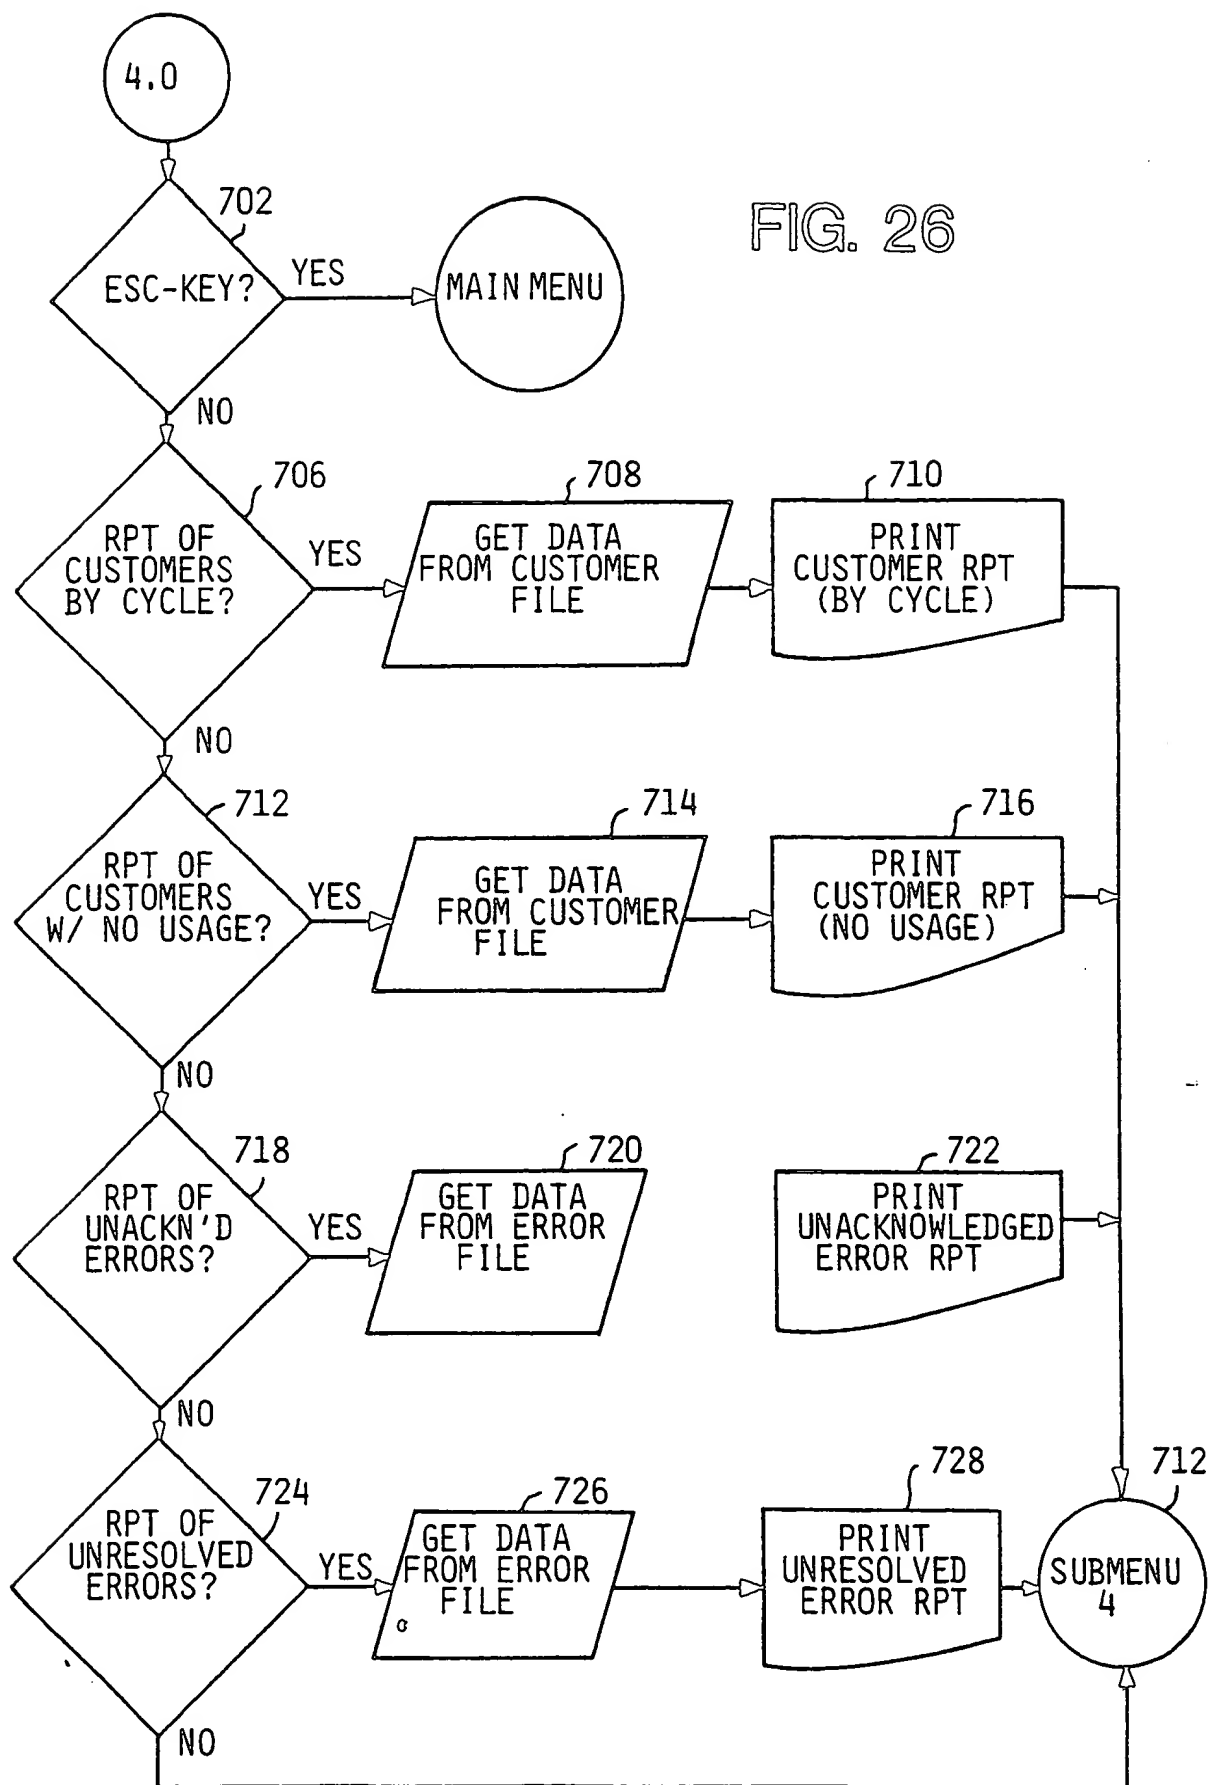 4.0
702
FIG. 26
ESC-KEY?
YES
MAIN MENU
NO
706
708
710
RPT OF
CUSTOMERS
BY CYCLE?
YES
GET DATA
FROM CUSTOMER
FILE
PRINT
CUSTOMER RPT
(BY CYCLE)
NO
712
714
716
RPT OF
CUSTOMERS
W/ NO USAGE?
YES
GET DATA
FROM CUSTOMER
FILE
PRINT
CUSTOMER RPT
(NO USAGE)
NO
718
720
722
RPT OF
UNACKN'D
ERRORS?
YES
GET DATA
FROM ERROR
FILE
PRINT
UNACKNOWLEDGED
ERROR RPT
NO
724
726
728
712
RPT OF
UNRESOLVED
ERRORS?
YES
GET DATA
FROM ERROR
FILE
PRINT
UNRESOLVED
ERROR RPT
SUBMENU
4
NO